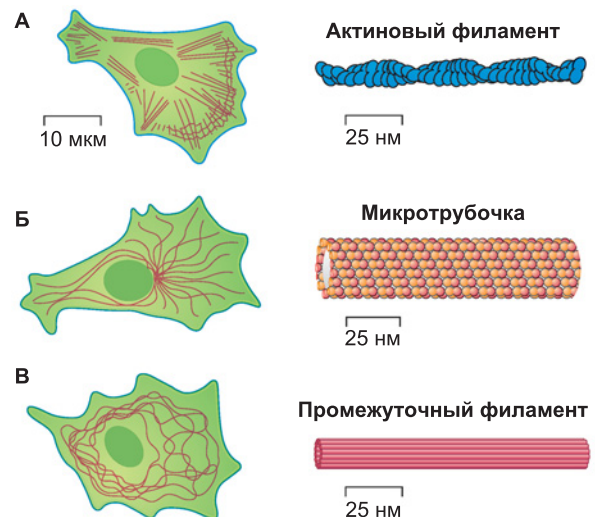 А
Актиновый филамент
10 мкм
25 нм
Б
Микротрубочка
25 нм
В
Промежуточный филамент
25 нм